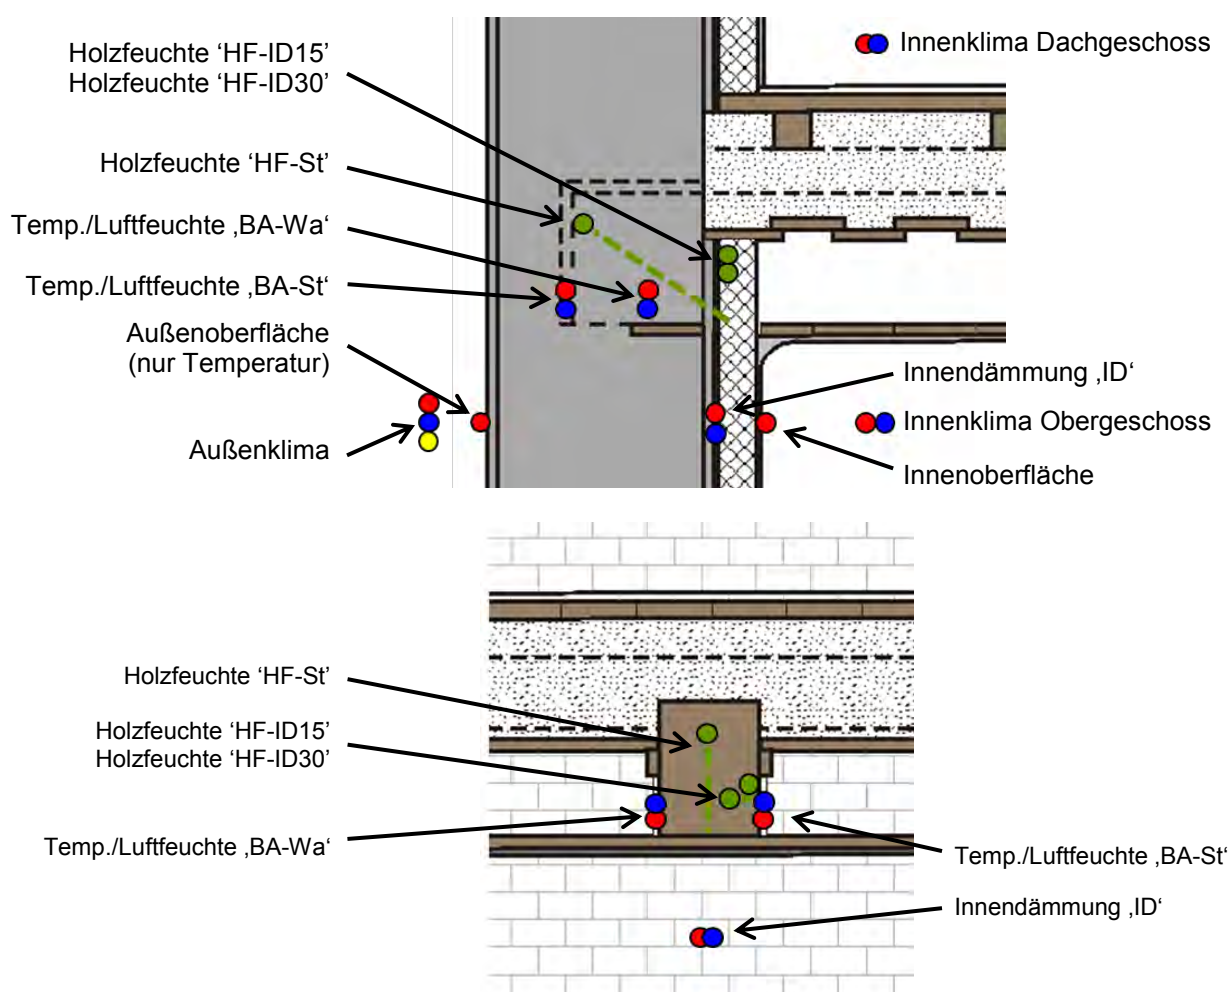 Holzfeuchte ‘HF-ID15’
Holzfeuchte ‘HF-ID30’
Innenklima Dachgeschoss
Holzfeuchte ‘HF-St’
Temp./Luftfeuchte ‚BA-Wa‘
Temp./Luftfeuchte ‚BA-St‘
Außenoberfläche
(nur Temperatur)
Außenklima
Innendämmung ‚ID‘
Innenklima Obergeschoss
Innenoberfläche
Holzfeuchte ‘HF-St’
Holzfeuchte ‘HF-ID15’
Holzfeuchte ‘HF-ID30’
Temp./Luftfeuchte ‚BA-Wa‘
Temp./Luftfeuchte ‚BA-St‘
Innendämmung ‚ID‘